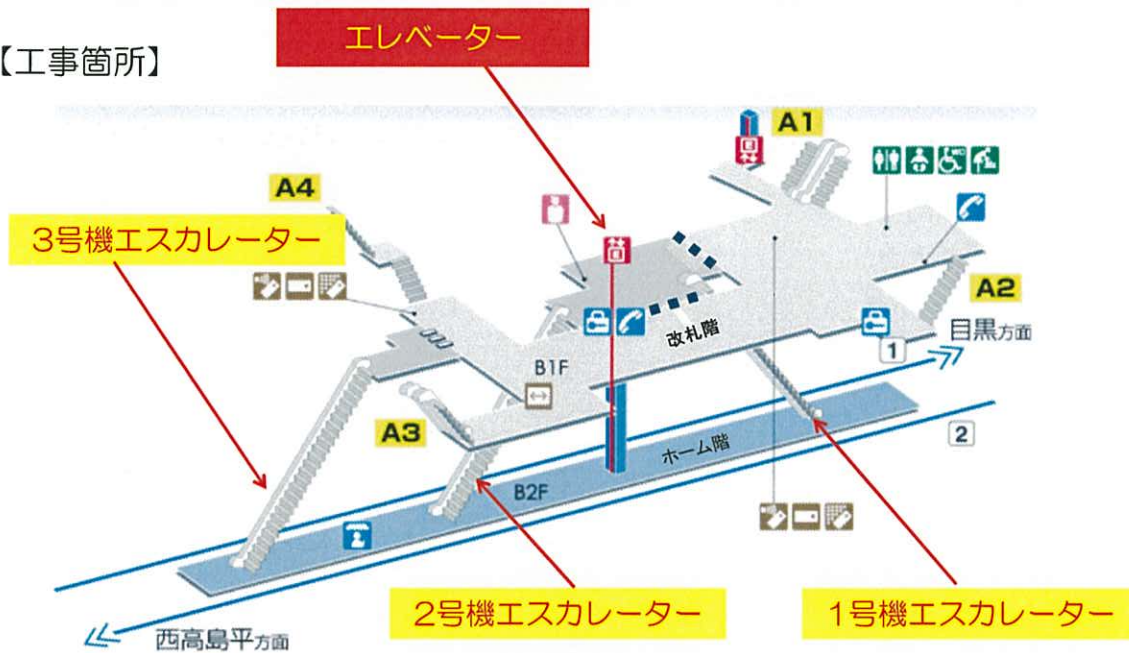 【工事箇所】
エレベーター
A1
A4
3号機エスカレーター
WC
A2
改札階
目黒方面
1
B1F
A3
2
ホーム階
B2F
2号機エスカレーター
1号機エスカレーター
西高島平方面